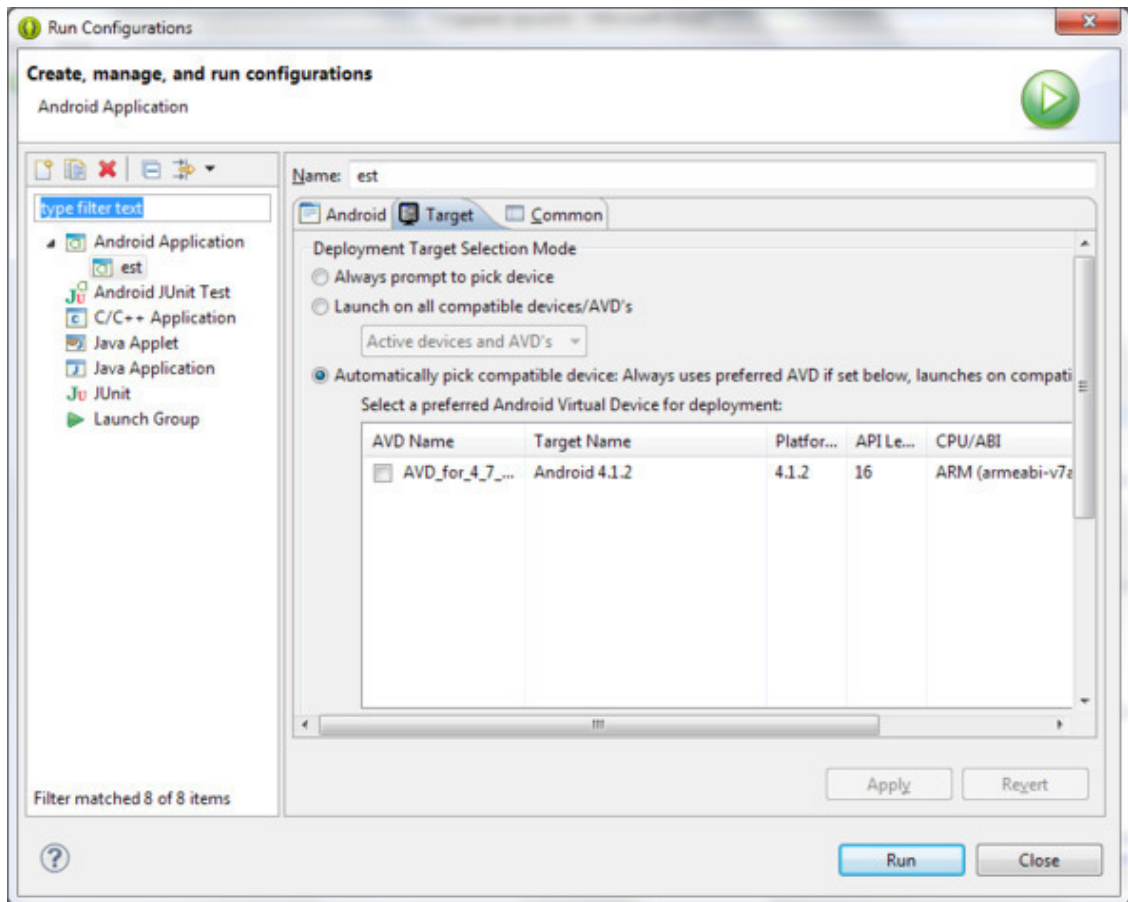 Run Configurations
Create, manage, and run configurations
Android Application
type filter text
Android Application
est
Android JUnit Test
C/C++ Application
Java Applet
Java Application
JUnit
Launch Group
Filter matched 8 of 8 items
Name: est
Android Target Common
Deployment Target Selection Mode
Always prompt to pick device
Launch on all compatible devices/AVD's
Active devices and AVD's
Automatically pick compatible device: Always uses preferred AVD if set below, launches on compati
Select a preferred Android Virtual Device for deployment:
AVD Name Target Name Platfor... API Le... CPU/ABI
AVD_for_4_7_... Android 4.1.2 4.1.2 16 ARM (armeabi-v7a
Apply Revert
Run Close